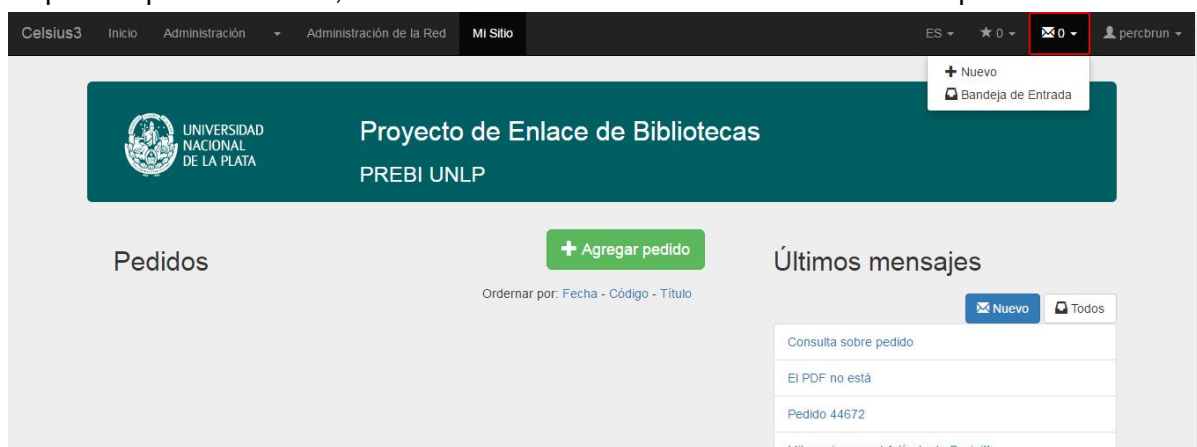 Celsius3 Inicio Administración Administración de la Red Mi Sitio ES 0 0 percbrun
Nuevo
Bandeja de Entrada
UNIVERSIDAD
NACIONAL
DE LA PLATA
Proyecto de Enlace de Bibliotecas
PREBI UNLP
Pedidos
Agregar pedido
Ordernar por: Fecha - Código - Título
Últimos mensajes
Nuevo Todos
Consulta sobre pedido
El PDF no está
Pedido 44672